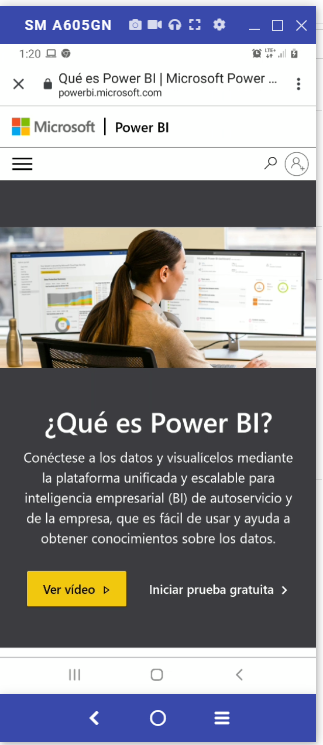 SM A605GN
1:20
LTE+
Qué es Power BI | Microsoft Power ...
powerbi.microsoft.com
Microsoft | Power BI
¿Qué es Power BI?
Conéctese a los datos y visualícelos mediante
la plataforma unificada y escalable para
inteligencia empresarial (BI) de autoservicio y
de la empresa, que es fácil de usar y ayuda a
obtener conocimientos sobre los datos.
Ver vídeo
Iniciar prueba gratuita